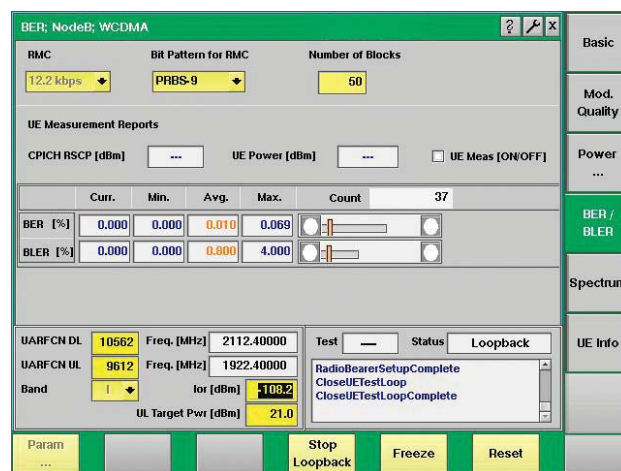 BER; NodeB; WCDMA ? x
RMC Bit Pattern for RMC Number of Blocks
12.2 kbps PRBS-9 50
UE Measurement Reports
CPICH RSCP [dBm] --- UE Power [dBm] --- UE Meas [ON/OFF]
Curr. Min. Avg. Max. Count 37
BER [%] 0.000 0.000 0.010 0.069
BLER [%] 0.000 0.000 0.800 4.000
UARFCN DL 10562 Freq. [MHz] 2112.40000
UARFCN UL 9612 Freq. [MHz] 1922.40000
Band I Ior [dBm] -108.2
UL Target Pwr [dBm] 21.0
Test — Status Loopback
RadioBearerSetupComplete
CloseUETestLoop
CloseUETestLoopComplete
Basic
Mod.
Quality
Power
...
BER /
BLER
Spectrum
UE Info
Param
...
Stop
Loopback
Freeze
Reset